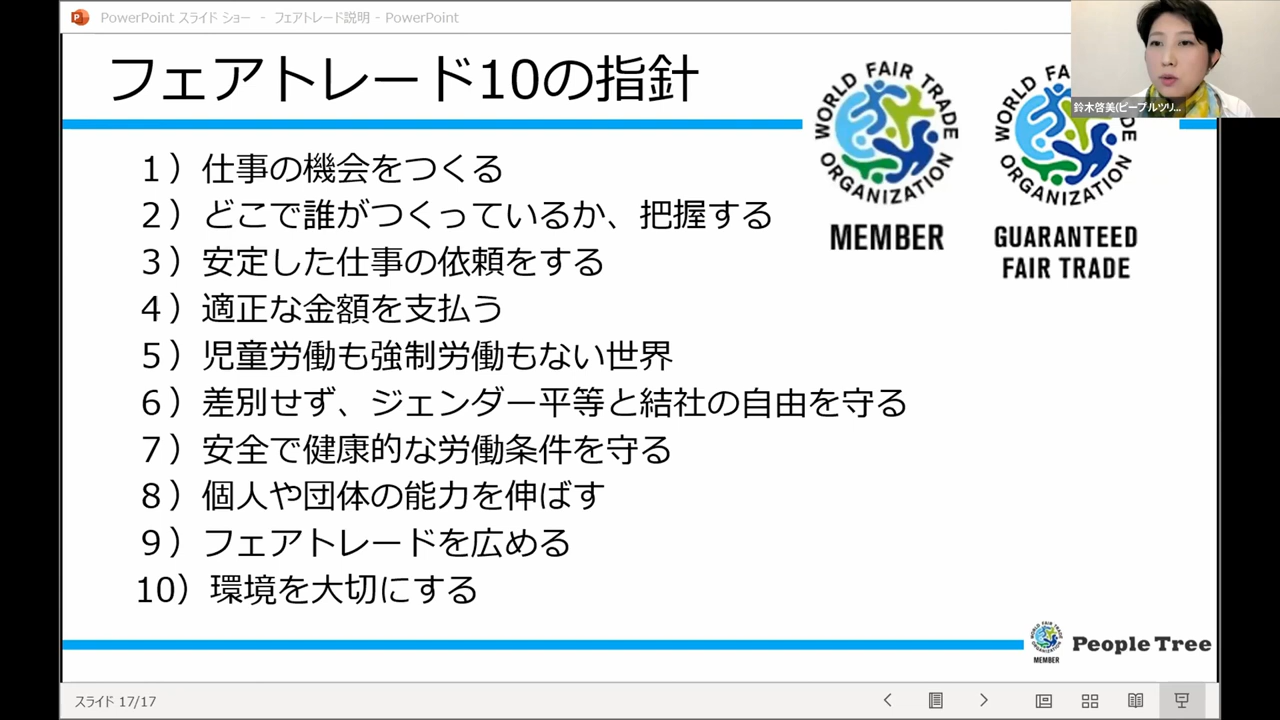 PowerPoint スライド ショー - フェアトレード説明 - PowerPoint
フェアトレード10の指針
1）仕事の機会をつくる
2）どこで誰がつくっているか、把握する
3）安定した仕事の依頼をする
4）適正な金額を支払う
5）児童労働も強制労働もない世界
6）差別せず、ジェンダー平等と結社の自由を守る
7）安全で健康的な労働条件を守る
8）個人や団体の能力を伸ばす
9）フェアトレードを広める
10）環境を大切にする
WORLD FAIR TRADE ORGANIZATION
MEMBER
WORLD FA DE ORGANIZATION
GUARANTEED
FAIR TRADE
鈴木啓美(ピープルツリ...
WORLD FAIR TRADE ORGANIZATION
MEMBER
People Tree
スライド 17/17